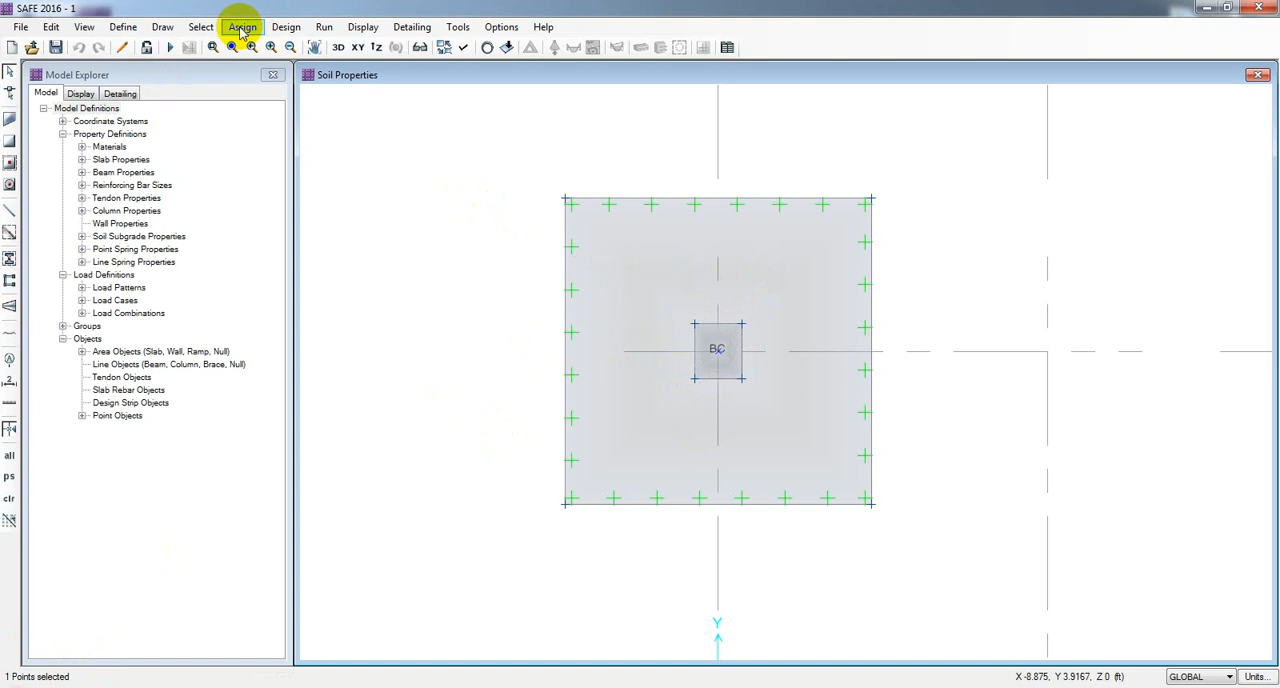 SAFE 2016 - 1
File Edit View Define Draw Select Assign Design Run Display Detailing Tools Options Help
3D XY
Model Explorer
Model Display Detailing
Model Definitions
Coordinate Systems
Property Definitions
Materials
Slab Properties
Beam Properties
Reinforcing Bar Sizes
Tendon Properties
Column Properties
Wall Properties
Soil Subgrade Properties
Point Spring Properties
Line Spring Properties
Load Definitions
Load Patterns
Load Cases
Load Combinations
Groups
Objects
Area Objects (Slab, Wall, Ramp, Null)
Line Objects (Beam, Column, Brace, Null)
Tendon Objects
Slab Rebar Objects
Design Strip Objects
Point Objects
all
ps
clr
Soil Properties
BC
Y
1 Points selected
X -8.875, Y 3.9167, Z 0 (ft)
GLOBAL
Units...